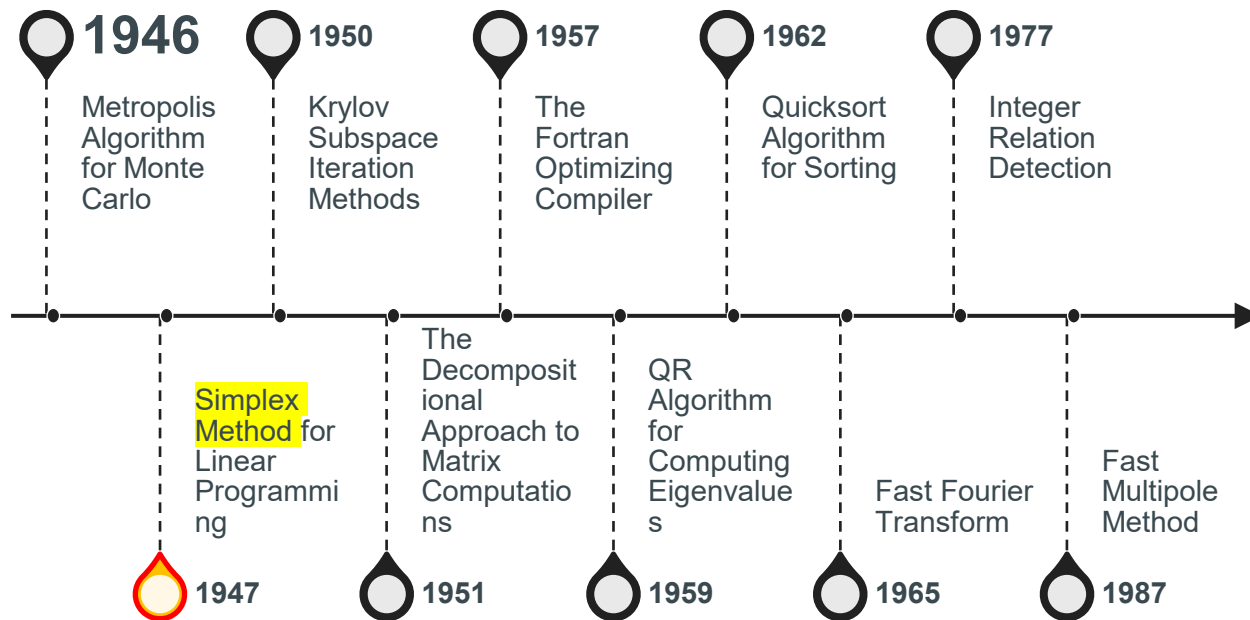 1946
Metropolis
Algorithm
for Monte
Carlo
1950
Krylov
Subspace
Iteration
Methods
1957
The
Fortran
Optimizing
Compiler
1962
Quicksort
Algorithm
for Sorting
1977
Integer
Relation
Detection
Simplex
Method for
Linear
Programmi
ng
1947
The
Decomposit
ional
Approach to
Matrix
Computatio
ns
1951
QR
Algorithm
for
Computing
Eigenvalue
s
1959
Fast Fourier
Transform
1965
Fast
Multipole
Method
1987